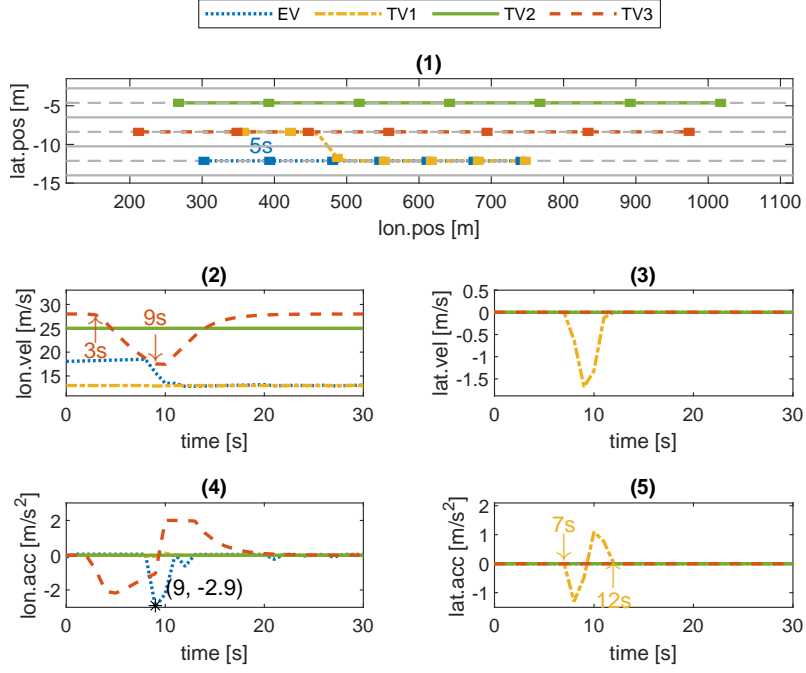 EV TV1 TV2 TV3
(1)
lat.pos [m]
-5
-10
-15
5s
200 300 400 500 600 700 800 900 1000 1100
lon.pos [m]
(2)
lon.vel [m/s]
30
25
20
15
3s
9s
0 10 20 30
time [s]
(3)
lat.vel [m/s]
0.5
0
-0.5
-1
-1.5
0 10 20 30
time [s]
(4)
lon.acc [m/s²]
2
0
-2
(9, -2.9)
0 10 20 30
time [s]
(5)
lat.acc [m/s²]
2
1
0
-1
7s
12s
0 10 20 30
time [s]